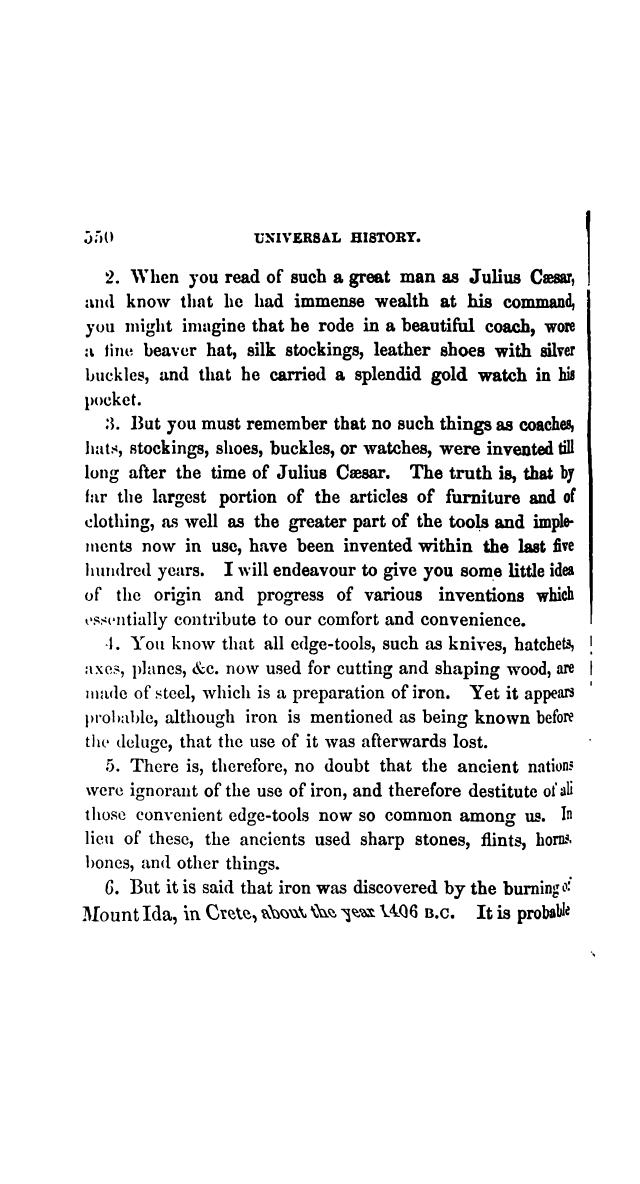 550 UNIVERSAL HISTORY.
2. When you read of such a great man as Julius Cæsar,
and know that he had immense wealth at his command,
you might imagine that he rode in a beautiful coach, wore
a fine beaver hat, silk stockings, leather shoes with silver
buckles, and that he carried a splendid gold watch in his
pocket.
3. But you must remember that no such things as coaches,
hats, stockings, shoes, buckles, or watches, were invented till
long after the time of Julius Cæsar. The truth is, that by
far the largest portion of the articles of furniture and of
clothing, as well as the greater part of the tools and imple-
ments now in use, have been invented within the last five
hundred years. I will endeavour to give you some little idea
of the origin and progress of various inventions which
essentially contribute to our comfort and convenience.
4. You know that all edge-tools, such as knives, hatchets,
axes, planes, &c. now used for cutting and shaping wood, are
made of steel, which is a preparation of iron. Yet it appears
probable, although iron is mentioned as being known before
the deluge, that the use of it was afterwards lost.
5. There is, therefore, no doubt that the ancient nations
were ignorant of the use of iron, and therefore destitute of all
those convenient edge-tools now so common among us. In
lieu of these, the ancients used sharp stones, flints, horns,
bones, and other things.
6. But it is said that iron was discovered by the burning of
Mount Ida, in Crete, about the year 1406 B.C. It is probable